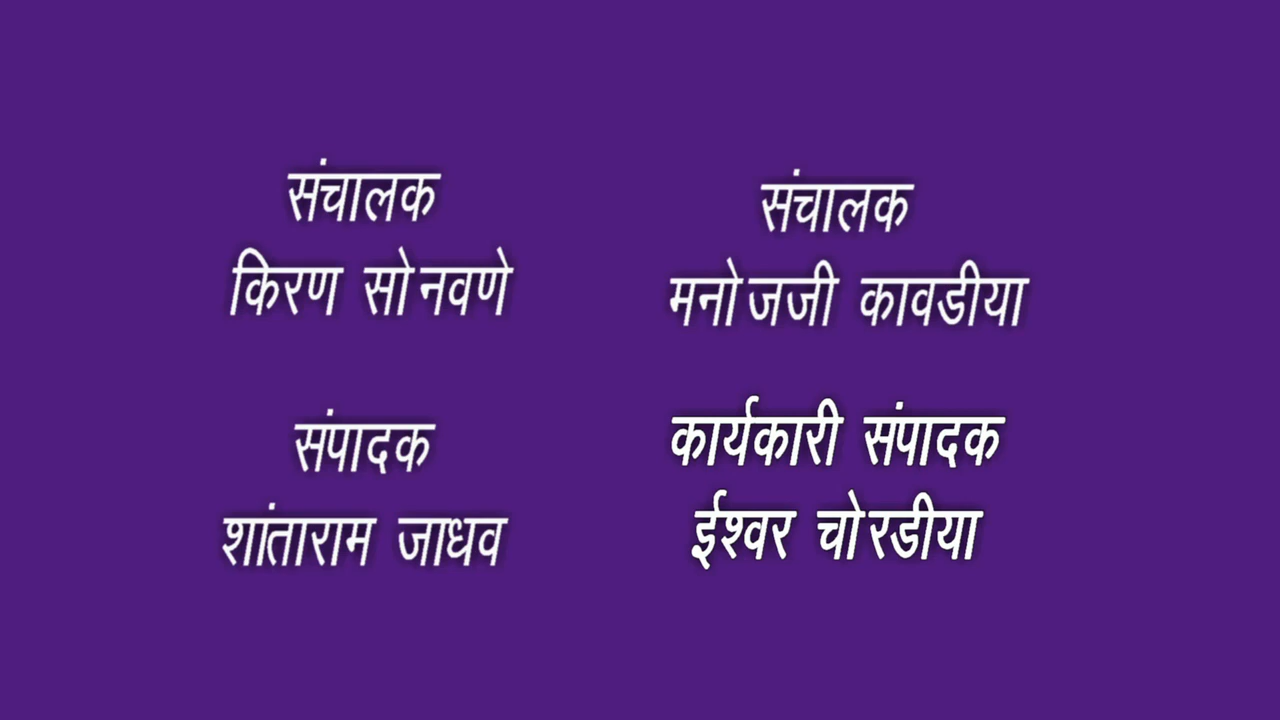 संचालक
किरण सोनवणे
संचालक
मनोजजी कावडीया
संपादक
शांताराम जाधव
कार्यकारी संपादक
ईश्वर चोरडीया